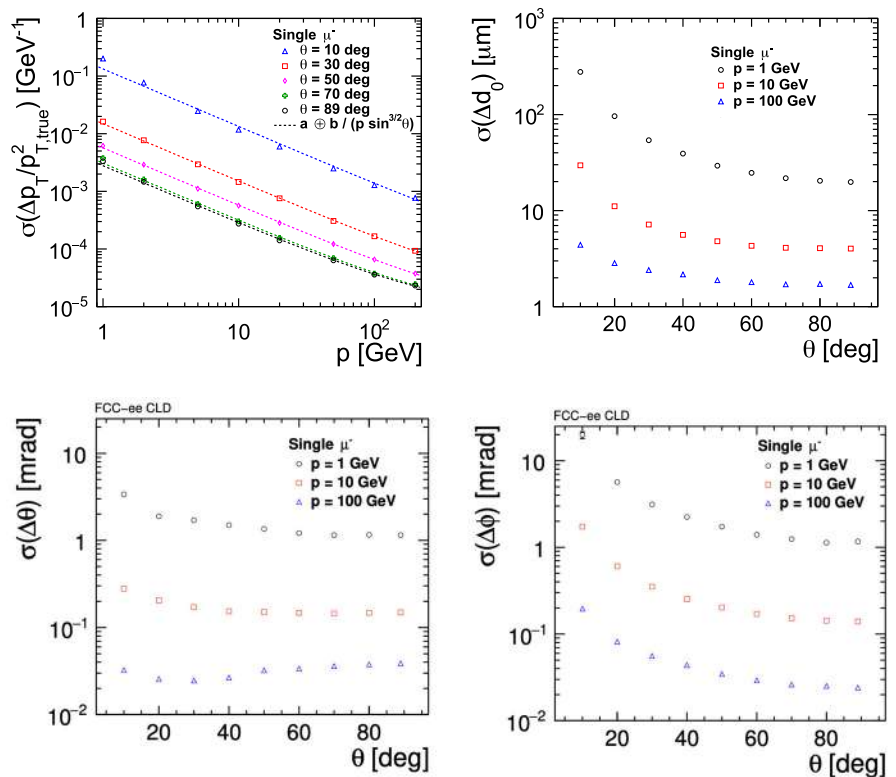 σ(Δp_T/p²_T,true) [GeV⁻¹]
10⁻¹
10⁻²
10⁻³
10⁻⁴
10⁻⁵
Single μ⁻
θ = 10 deg
θ = 30 deg
θ = 50 deg
θ = 70 deg
θ = 89 deg
a ⊕ b / (p sin^3/2θ)
1 10 10²
p [GeV]
σ(Δd₀) [μm]
10³
10²
10
1
Single μ⁻
p = 1 GeV
p = 10 GeV
p = 100 GeV
20 40 60 80
θ [deg]
FCC-ee CLD
σ(Δθ) [mrad]
10
1
10⁻¹
10⁻²
Single μ⁻
p = 1 GeV
p = 10 GeV
p = 100 GeV
20 40 60 80
θ [deg]
FCC-ee CLD
σ(Δϕ) [mrad]
10
1
10⁻¹
10⁻²
Single μ⁻
p = 1 GeV
p = 10 GeV
p = 100 GeV
20 40 60 80
θ [deg]